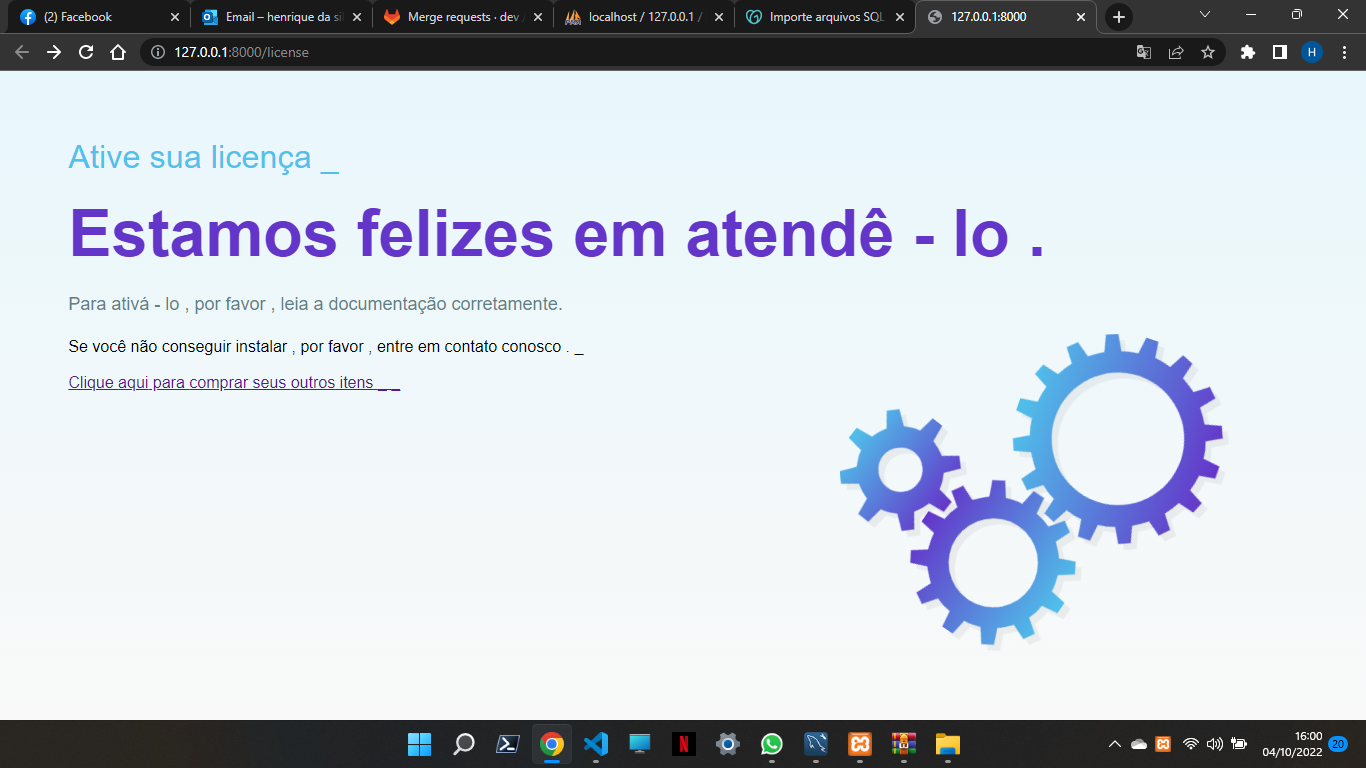 (2) Facebook
Email – henrique da si
Merge requests · dev
localhost / 127.0.0.1 /
Importe arquivos SQL
127.0.0.1:8000
127.0.0.1:8000/license
H
Ative sua licença _
Estamos felizes em atendê - lo .
Para ativá - lo , por favor , leia a documentação corretamente.
Se você não conseguir instalar , por favor , entre em contato conosco . _
Clique aqui para comprar seus outros itens _ _
N
16:00
04/10/2022
20